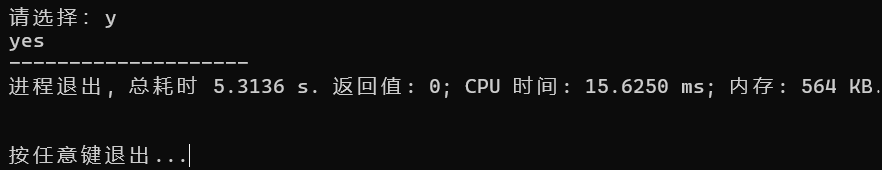 请选择: y
yes
--------------------
进程退出, 总耗时 5.3136 s. 返回值: 0; CPU 时间: 15.6250 ms; 内存: 564 KB.
按任意键退出...